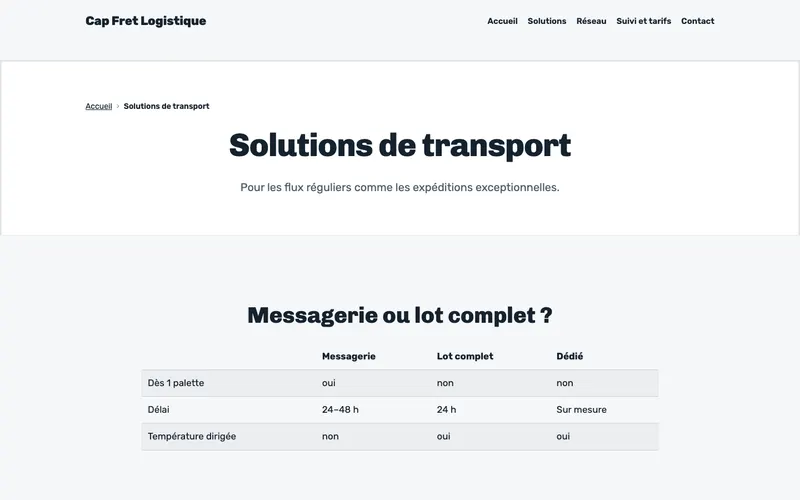 Cap Fret Logistique
Accueil Solutions Réseau Suivi et tarifs Contact
Accueil › Solutions de transport
Solutions de transport
Pour les flux réguliers comme les expéditions exceptionnelles.
Messagerie ou lot complet ?
Messagerie Lot complet Dédié
Dès 1 palette oui non non
Délai 24–48 h 24 h Sur mesure
Température dirigée non oui oui